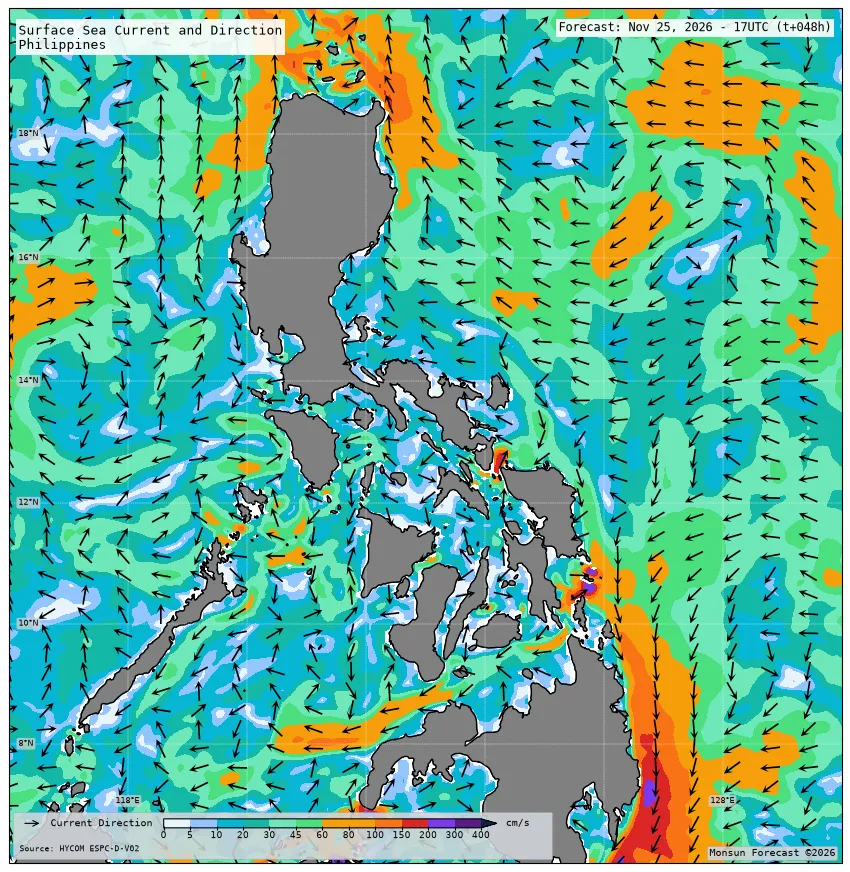 Surface Sea Current and Direction
Philippines
Forecast: Nov 25, 2026 - 17UTC (t+048h)
18°N
16°N
14°N
12°N
10°N
8°N
118°E
128°E
Current Direction
0 5 10 20 30 45 60 80 100 150 200 300 400 cm/s
Source: HYCOM ESPC-D-V02
Monsun Forecast ©2026